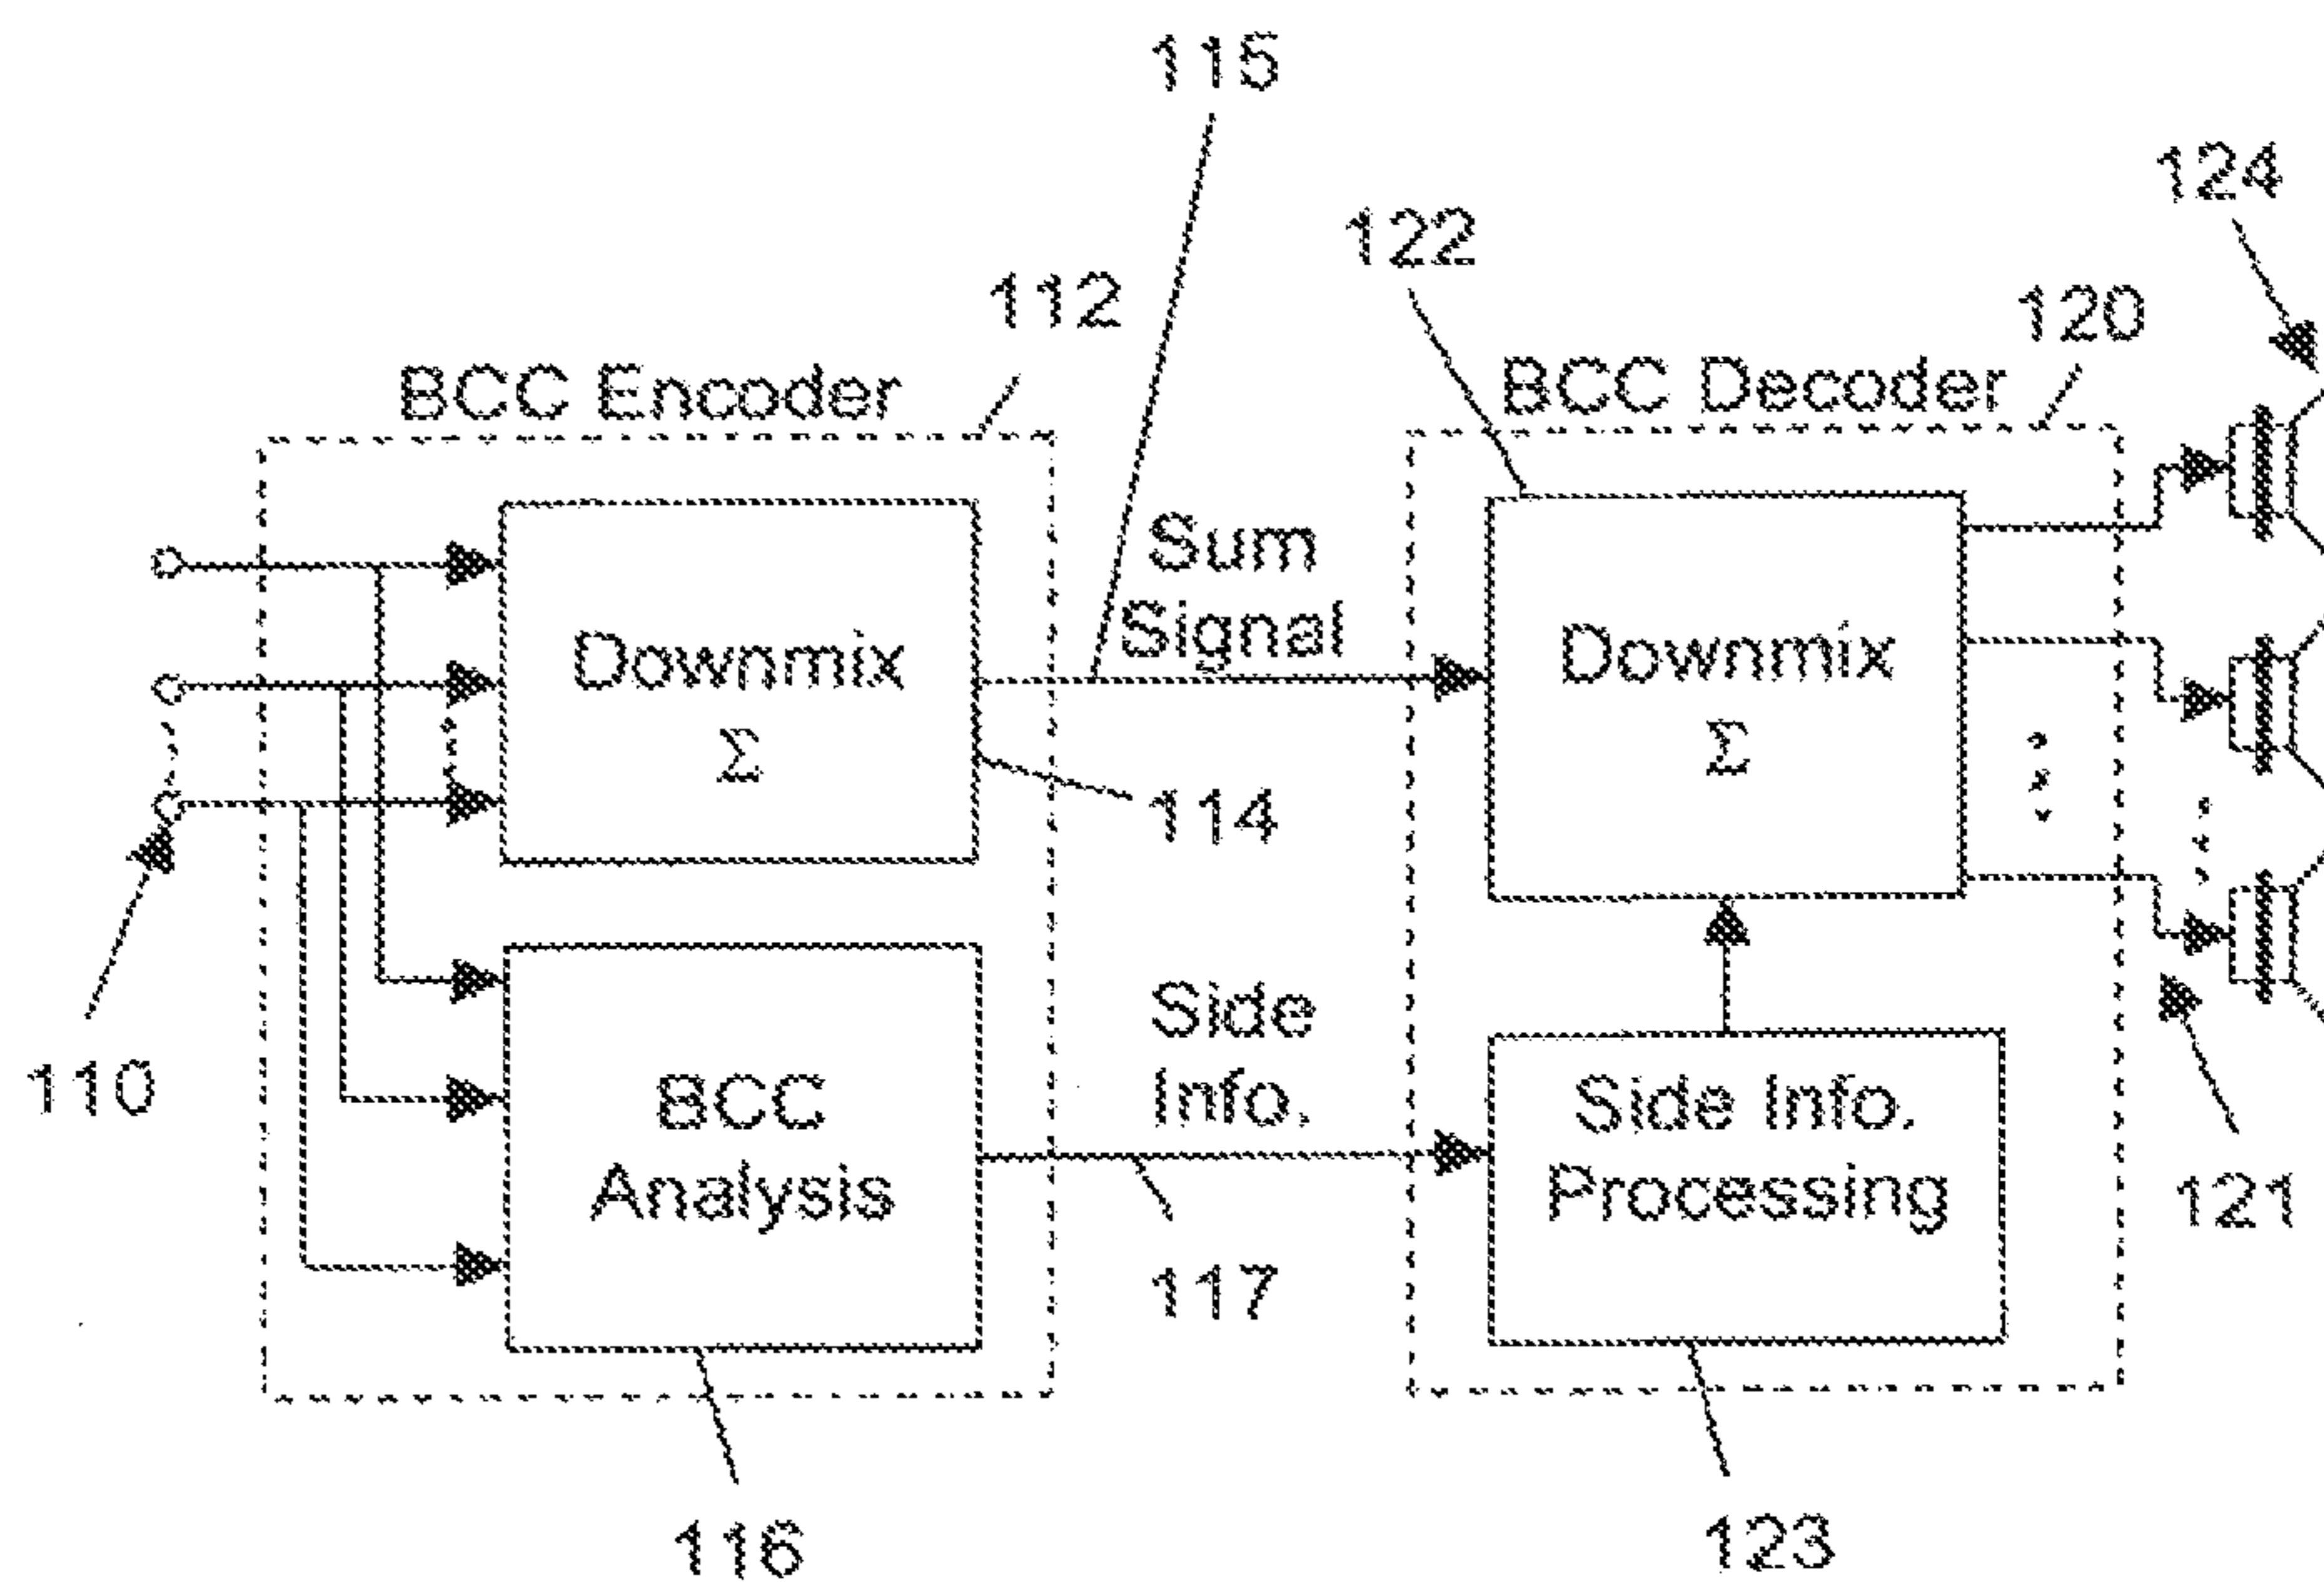 115
124
122
112
120
BCC Encoder
BCC Decoder
Sum
Signal
Downmix
Σ
Downmix
Σ
114
Side
Info.
110
BCC
Analysis
Side Info.
Processing
121
117
116
123